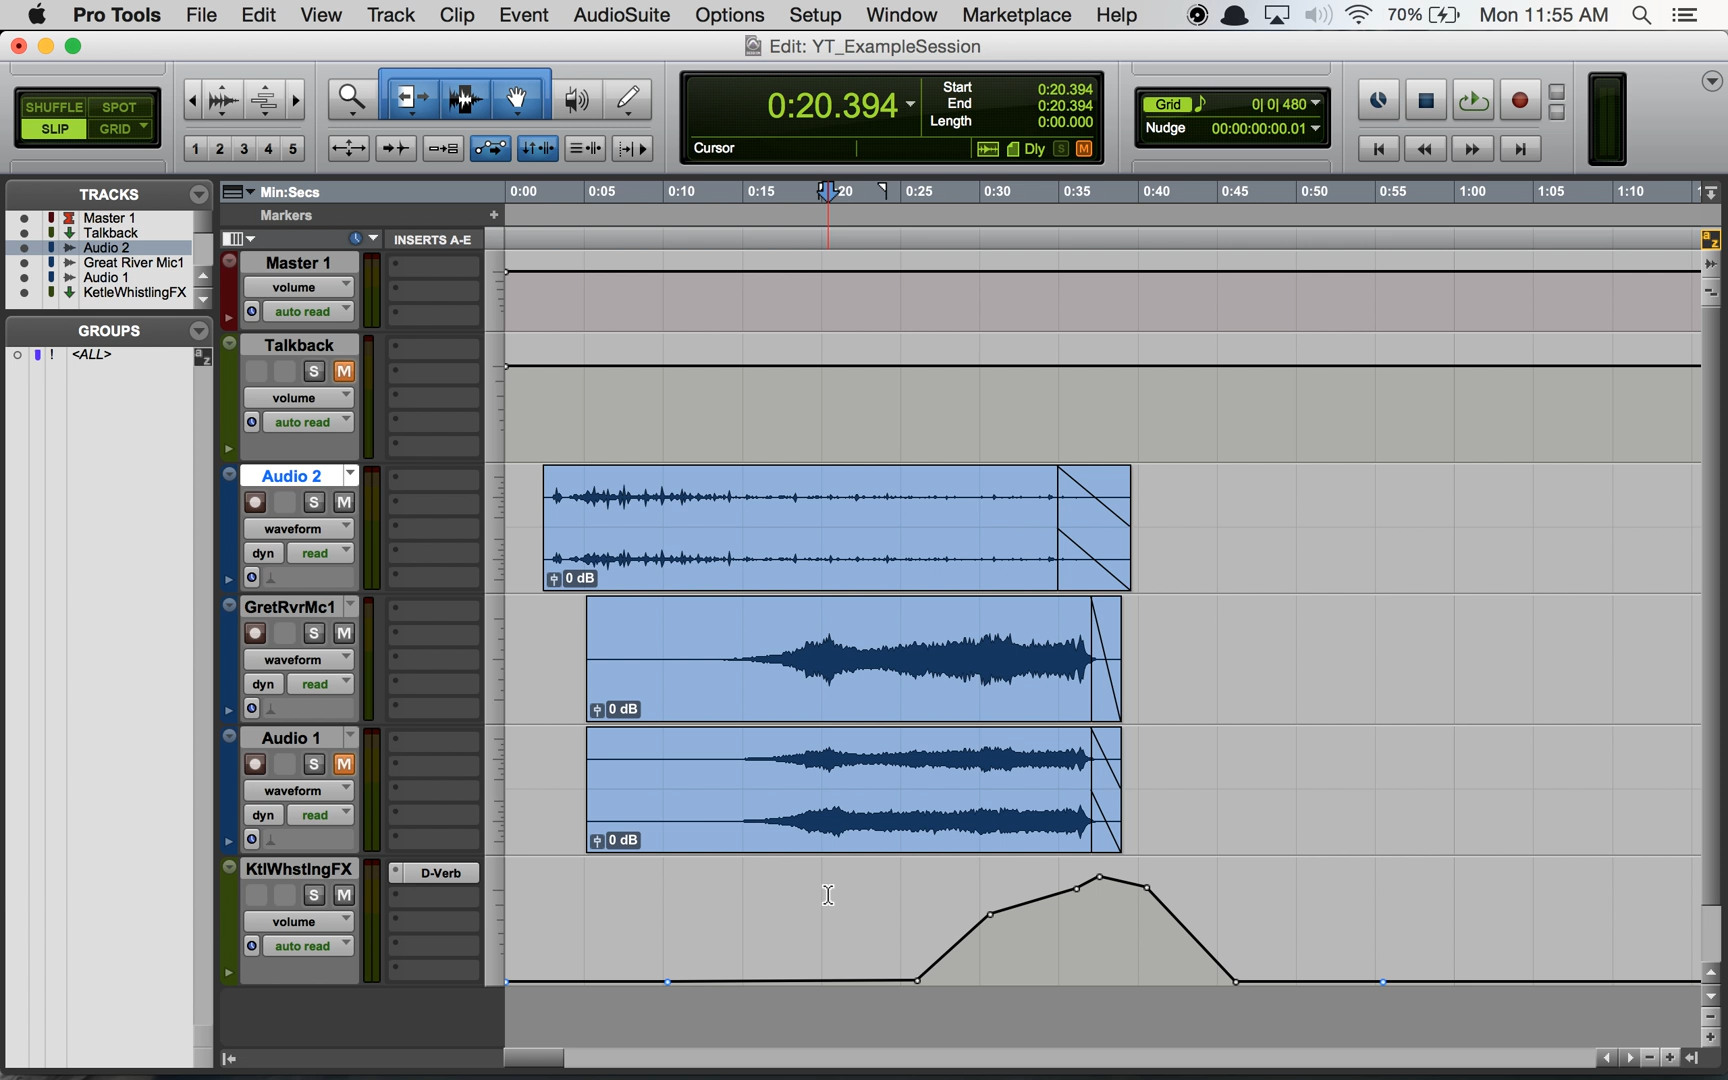 Pro Tools File Edit View Track Clip Event AudioSuite Options Setup Window Marketplace Help 70% Mon 11:55 AM
Edit: YT_ExampleSession
SHUFFLE SPOT
SLIP GRID
1 2 3 4 5
0:20.394
Start 0:20.394
End 0:20.394
Length 0:00.000
Cursor Dly S M
Grid 0| 0| 480
Nudge 00:00:00:00.01
TRACKS
Master 1
Talkback
Audio 2
Great River Mic1
Audio 1
KetleWhistlingFX
GROUPS
! <ALL>
a z
Min:Secs 0:00 0:05 0:10 0:15 20 0:25 0:30 0:35 0:40 0:45 0:50 0:55 1:00 1:05 1:10
Markers +
INSERTS A-E
a z
Master 1
volume
auto read
Talkback
S M
volume
auto read
Audio 2
S M
waveform
dyn read
0 dB
GretRvrMc1
S M
waveform
dyn read
0 dB
Audio 1
S M
waveform
dyn read
0 dB
KtlWhstIngFX
D-Verb
S M
volume
auto read